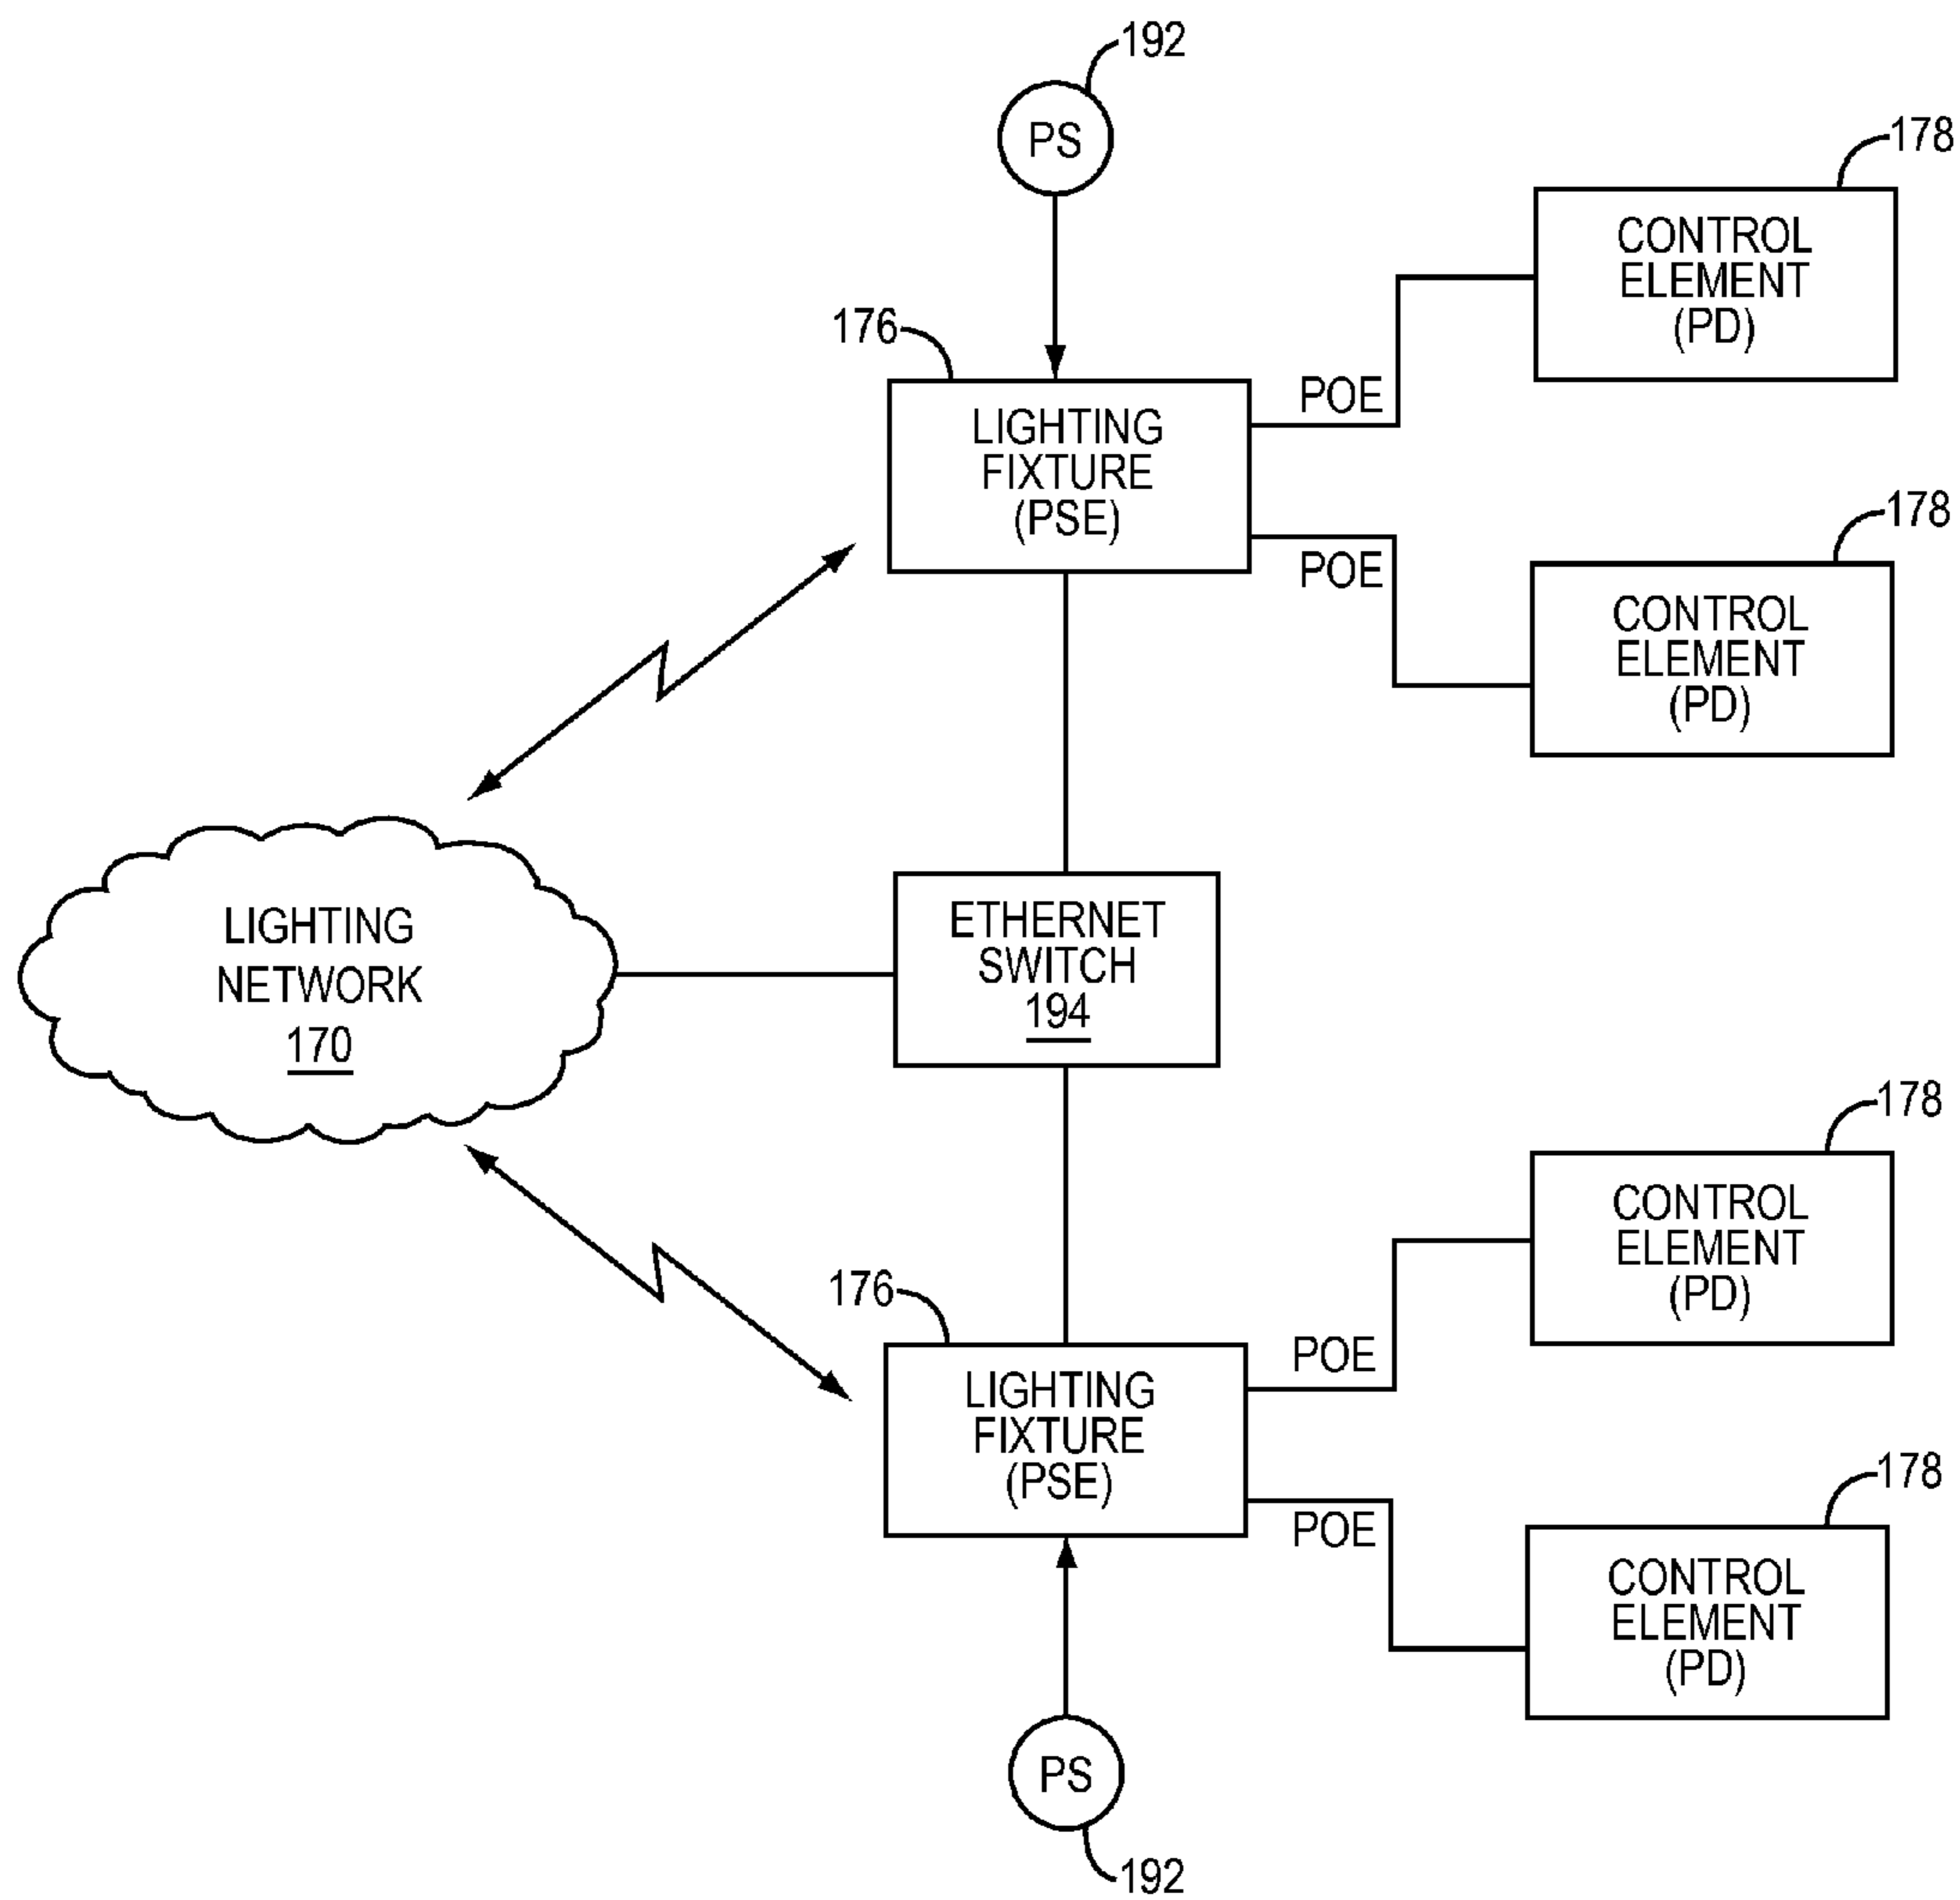 192
PS
178
CONTROL
ELEMENT
(PD)
176
POE
LIGHTING
FIXTURE
(PSE)
178
POE
CONTROL
ELEMENT
(PD)
LIGHTING
NETWORK
170
ETHERNET
SWITCH
194
178
CONTROL
ELEMENT
(PD)
176
POE
LIGHTING
FIXTURE
(PSE)
178
POE
CONTROL
ELEMENT
(PD)
PS
192